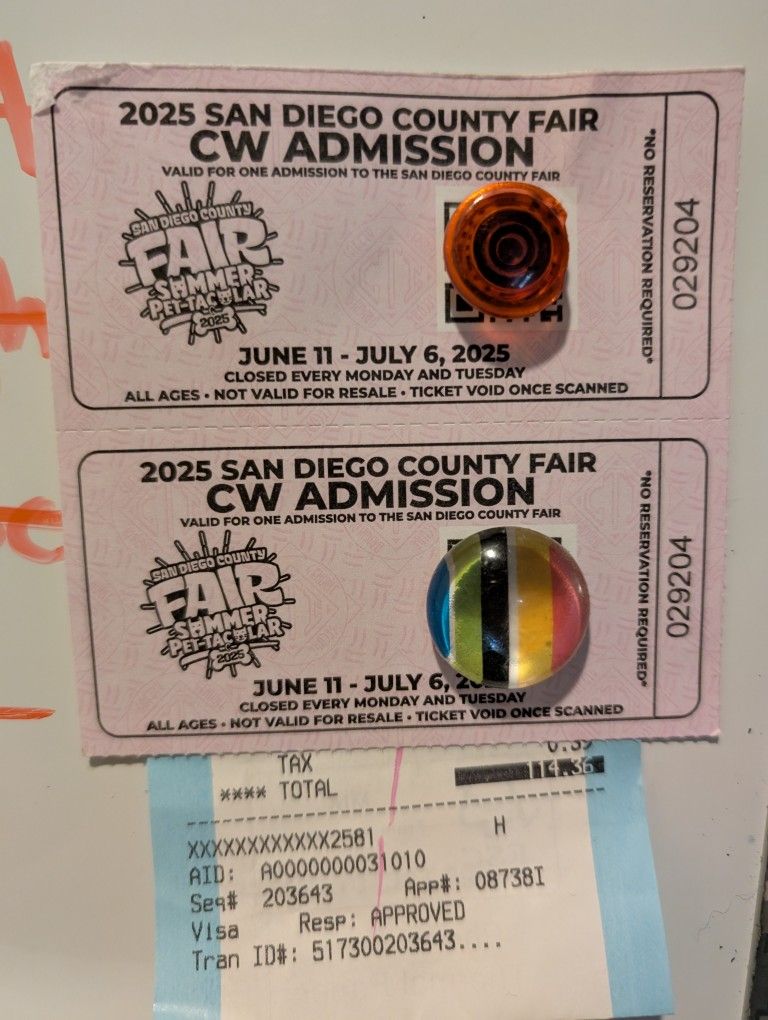 2025 SAN DIEGO COUNTY FAIR
CW ADMISSION
VALID FOR ONE ADMISSION TO THE SAN DIEGO COUNTY FAIR
SAN DIEGO COUNTY
FAIR
SUMMER
PET-TACULAR
2025
JUNE 11 - JULY 6, 2025
CLOSED EVERY MONDAY AND TUESDAY
ALL AGES • NOT VALID FOR RESALE • TICKET VOID ONCE SCANNED
*NO RESERVATION REQUIRED*
029204
2025 SAN DIEGO COUNTY FAIR
CW ADMISSION
VALID FOR ONE ADMISSION TO THE SAN DIEGO COUNTY FAIR
SAN DIEGO COUNTY
FAIR
SUMMER
PET-TACULAR
2025
JUNE 11 - JULY 6,
CLOSED EVERY MONDAY AND TUESDAY
ALL AGES • NOT VALID FOR RESALE • TICKET VOID ONCE SCANNED
*NO RESERVATION REQUIRED*
029204
TAX
**** TOTAL 114.36
XXXXXXXXXXXX2581 H
AID: A0000000031010
Seq# 203643 App#: 08738I
Visa Resp: APPROVED
Tran ID#: 517300203643....